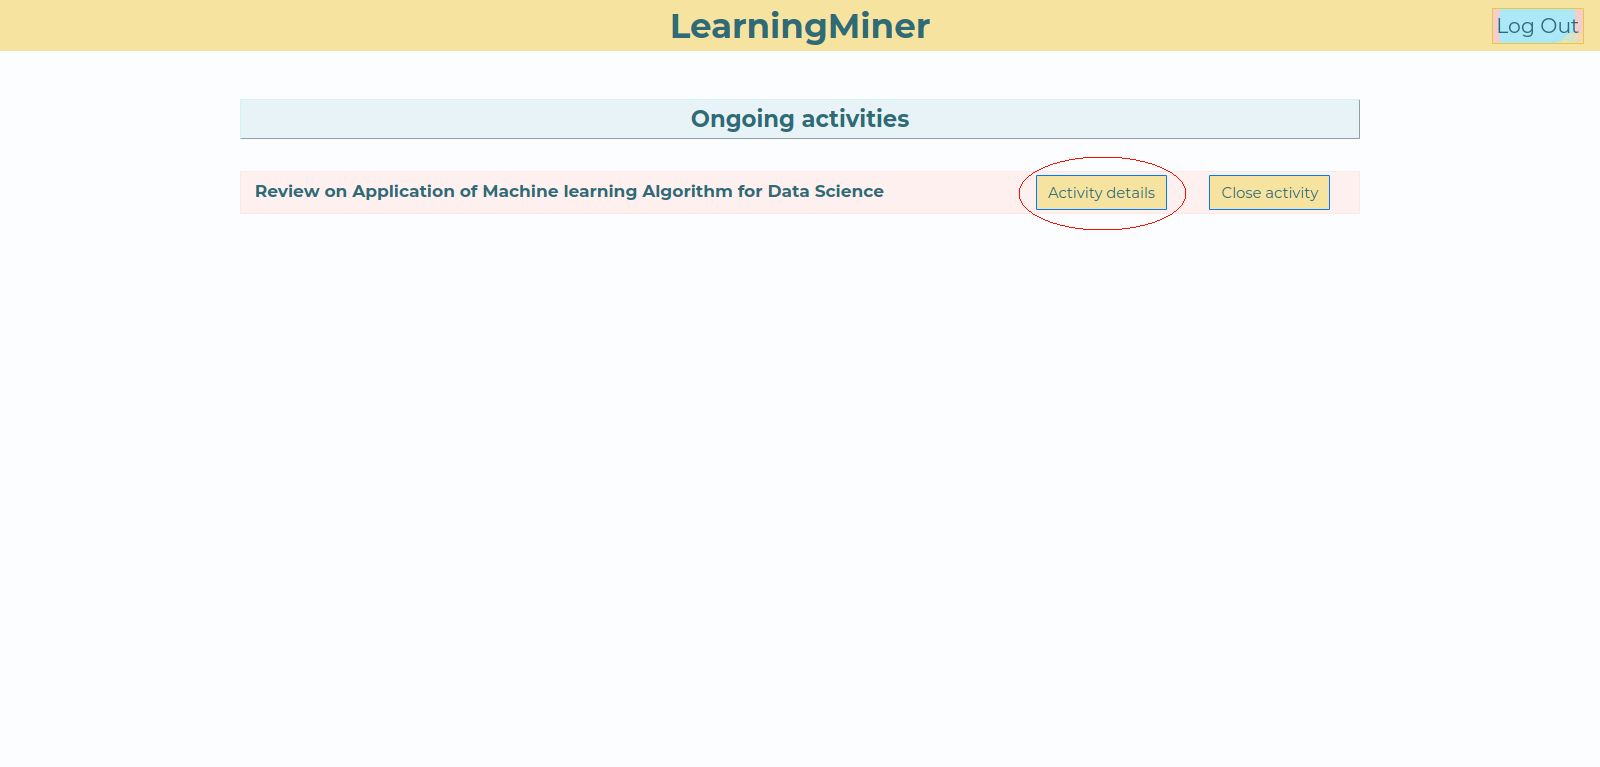 LearningMiner
Log Out
Ongoing activities
Review on Application of Machine learning Algorithm for Data Science
Activity details
Close activity